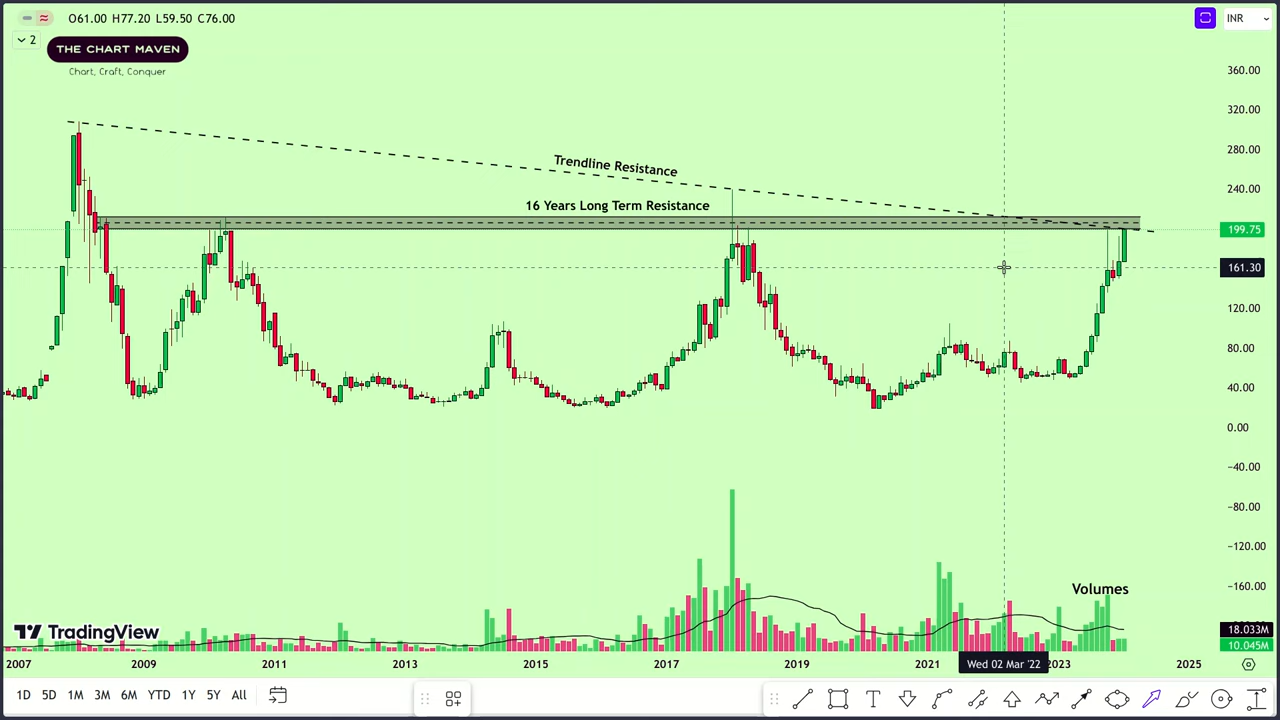 O61.00 H77.20 L59.50 C76.00
INR
2
THE CHART MAVEN
Chart, Craft, Conquer
360.00
320.00
280.00
Trendline Resistance
240.00
16 Years Long Term Resistance
199.75
161.30
120.00
80.00
40.00
0.00
−40.00
−80.00
−120.00
−160.00
Volumes
18.033M
10.045M
TradingView
2007 2009 2011 2013 2015 2017 2019 2021 Wed 02 Mar '22 2023 2025
1D 5D 1M 3M 6M YTD 1Y 5Y All